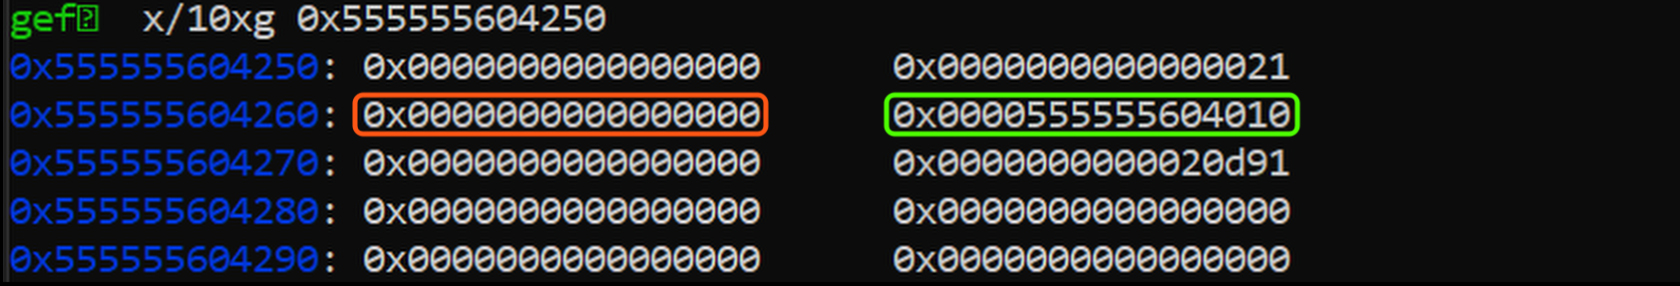 gef⍰  x/10xg 0x555555604250
0x555555604250: 0x0000000000000000 0x0000000000000021
0x555555604260: 0x0000000000000000 0x0000555555604010
0x555555604270: 0x0000000000000000 0x0000000000020d91
0x555555604280: 0x0000000000000000 0x0000000000000000
0x555555604290: 0x0000000000000000 0x0000000000000000